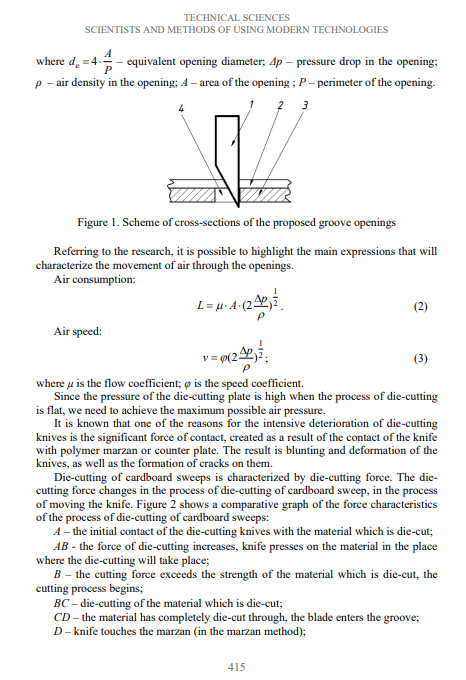 TECHNICAL SCIENCES
SCIENTISTS AND METHODS OF USING MODERN TECHNOLOGIES
where dₑ = 4 · A/P – equivalent opening diameter; Δp – pressure drop in the opening;
ρ – air density in the opening; A – area of the opening ; P – perimeter of the opening.
4 1 2 3
Figure 1. Scheme of cross-sections of the proposed groove openings
Referring to the research, it is possible to highlight the main expressions that will
characterize the movement of air through the openings.
Air consumption:
L = μ · A · (2 Δp/ρ)^(1/2) . (2)
Air speed:
v = φ(2 Δp/ρ)^(1/2) ; (3)
where μ is the flow coefficient; φ is the speed coefficient.
Since the pressure of the die-cutting plate is high when the process of die-cutting
is flat, we need to achieve the maximum possible air pressure.
It is known that one of the reasons for the intensive deterioration of die-cutting
knives is the significant force of contact, created as a result of the contact of the knife
with polymer marzan or counter plate. The result is blunting and deformation of the
knives, as well as the formation of cracks on them.
Die-cutting of cardboard sweeps is characterized by die-cutting force. The die-
cutting force changes in the process of die-cutting of cardboard sweep, in the process
of moving the knife. Figure 2 shows a comparative graph of the force characteristics
of the process of die-cutting of cardboard sweeps:
A – the initial contact of the die-cutting knives with the material which is die-cut;
AB - the force of die-cutting increases, knife presses on the material in the place
where the die-cutting will take place;
B – the cutting force exceeds the strength of the material which is die-cut, the
cutting process begins;
BC – die-cutting of the material which is die-cut;
CD – the material has completely die-cut through, the blade enters the groove;
D – knife touches the marzan (in the marzan method);
415